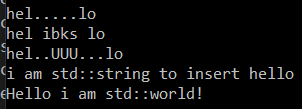 hel.....lo
hel ibks lo
hel..UUU...lo
i am std::string to insert hello
Hello i am std::world!